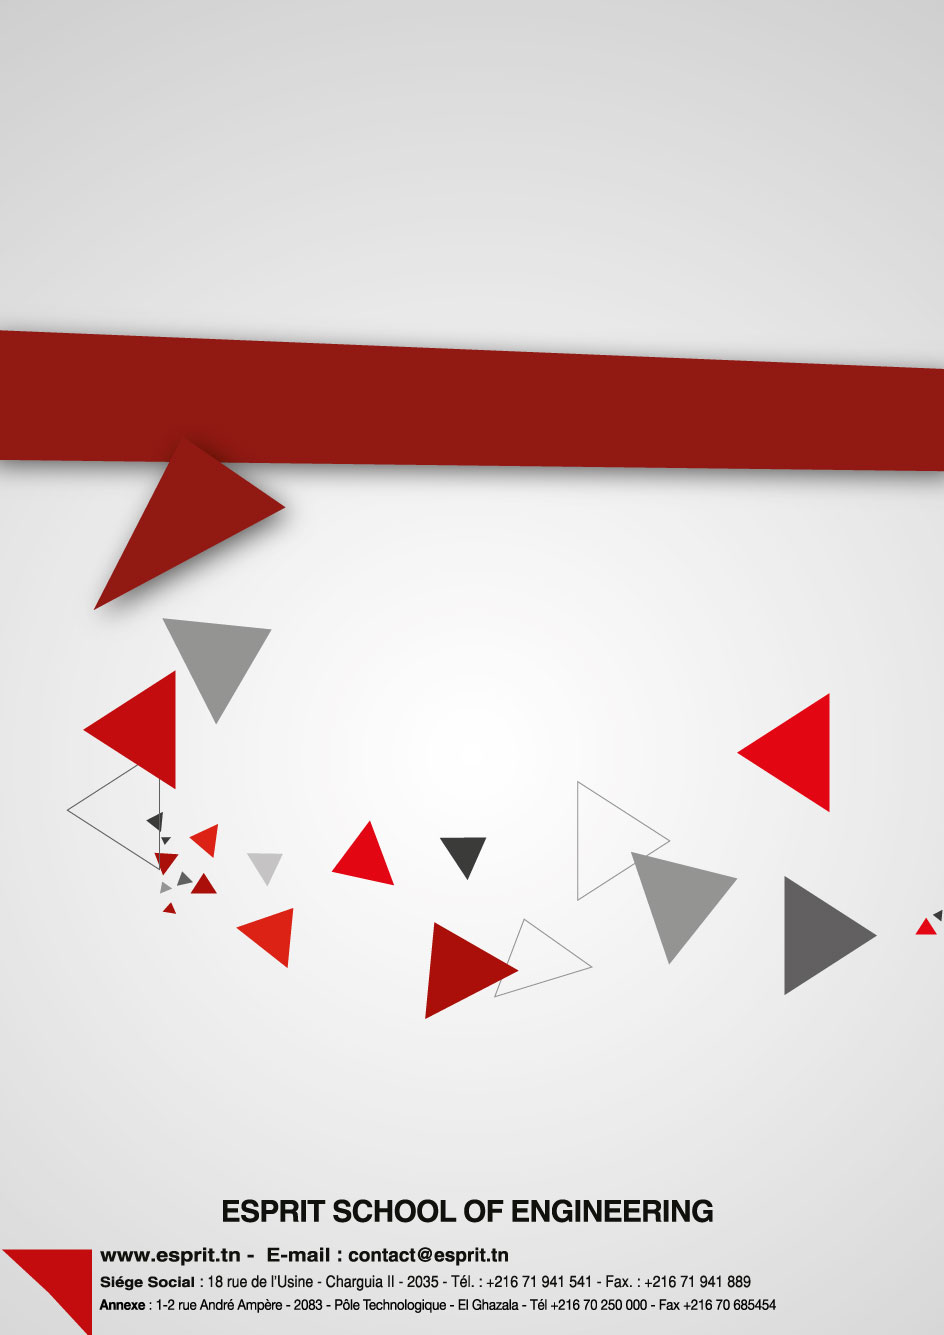 ESPRIT SCHOOL OF ENGINEERING
www.esprit.tn - E-mail : contact@esprit.tn
Siége Social : 18 rue de l'Usine - Charguia II - 2035 - Tél. : +216 71 941 541 - Fax. : +216 71 941 889
Annexe : 1-2 rue André Ampère - 2083 - Pôle Technologique - El Ghazala - Tél +216 70 250 000 - Fax +216 70 685454